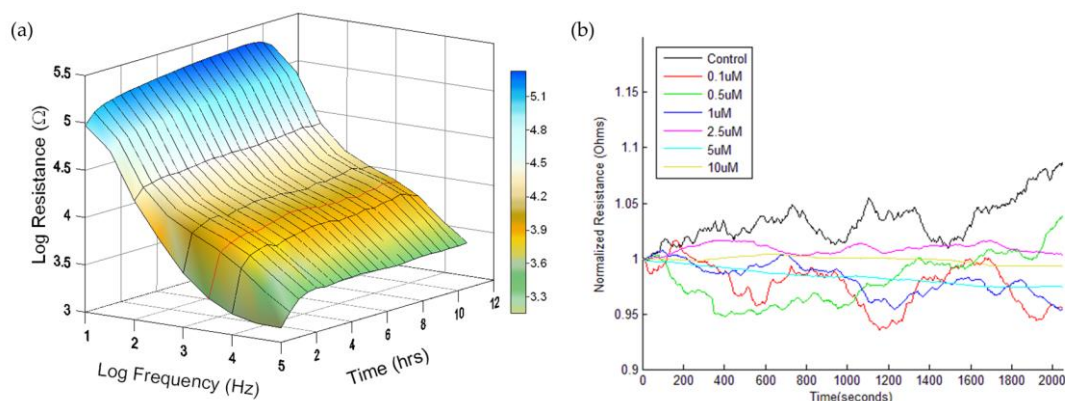 (a)
5.5
5
4.5
4
3.5
3
Log Resistance (Ω)
1
2
3
4
5
Log Frequency (Hz)
2
4
6
8
10
12
Time (hrs)
5.1
4.8
4.5
4.2
3.9
3.6
3.3
(b)
Control
0.1uM
0.5uM
1uM
2.5uM
5uM
10uM
1.15
1.1
1.05
1
0.95
0.9
Normalized Resistance (Ohms)
0
200
400
600
800
1000
1200
1400
1600
1800
2000
Time(seconds)